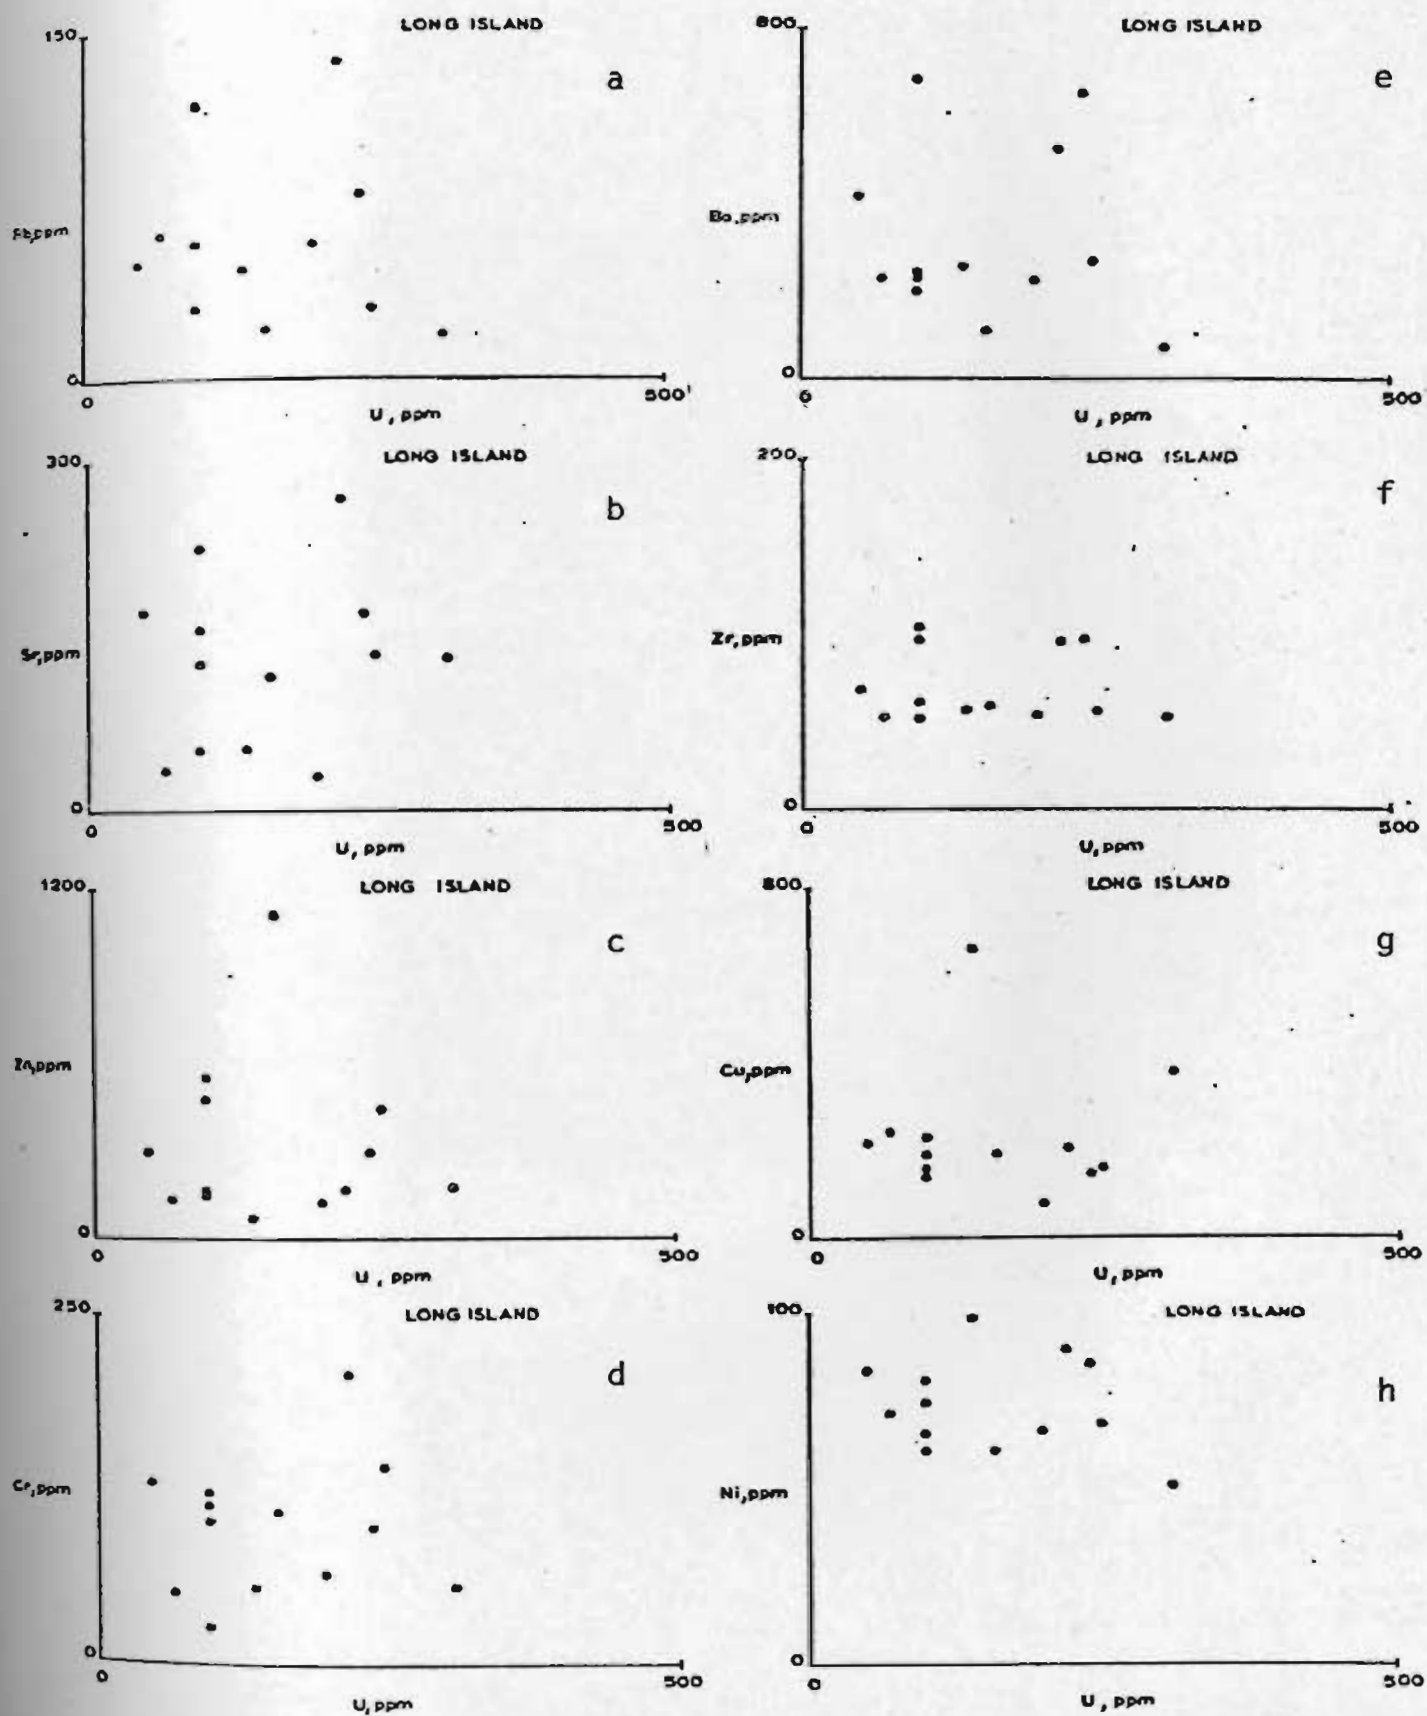 LONG ISLAND
150
a
0
0
500
U, ppm
LONG ISLAND
300
b
Sr,ppm
0
0
500
U, ppm
LONG ISLAND
1200
c
Zn,ppm
0
0
500
U, ppm
LONG ISLAND
250
d
Cr,ppm
0
0
500
U, ppm
LONG ISLAND
800
e
Ba,ppm
0
0
500
U, ppm
LONG ISLAND
200
f
Zr,ppm
0
0
500
U, ppm
LONG ISLAND
800
g
Cu,ppm
0
0
500
U, ppm
LONG ISLAND
100
h
Ni,ppm
0
0
500
U, ppm